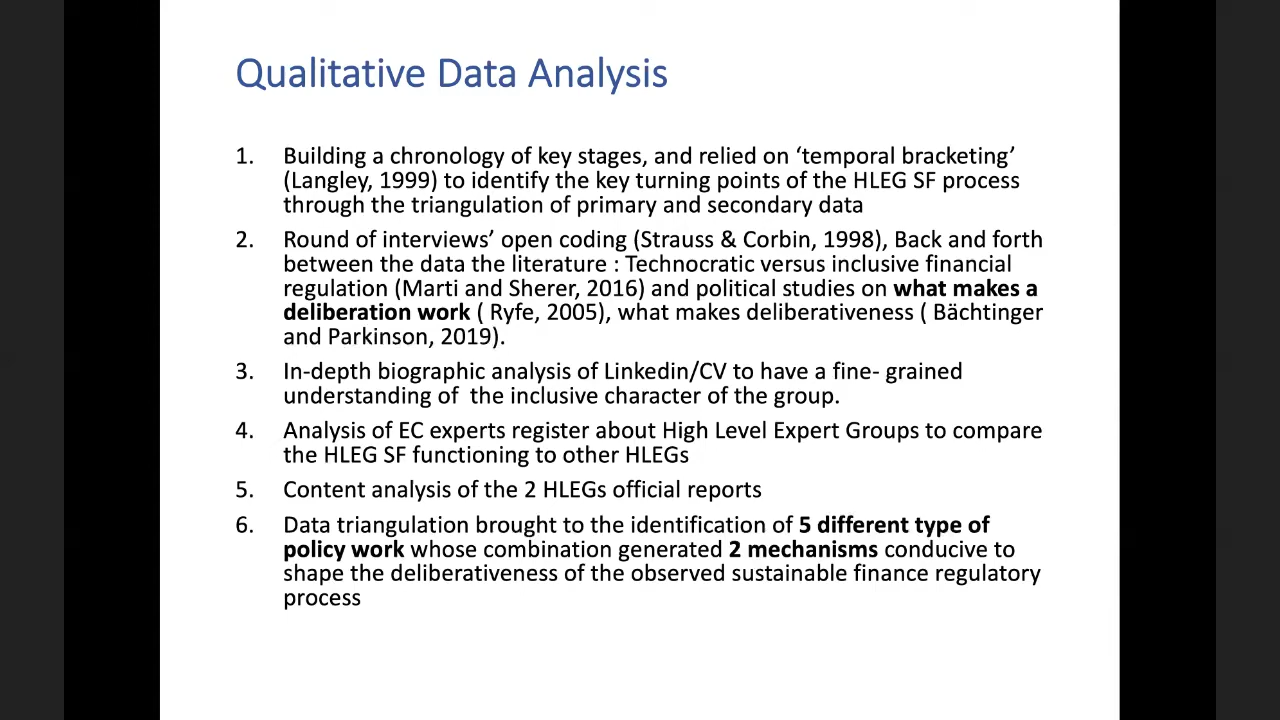 Qualitative Data Analysis
1. Building a chronology of key stages, and relied on ‘temporal bracketing’
(Langley, 1999) to identify the key turning points of the HLEG SF process
through the triangulation of primary and secondary data
2. Round of interviews’ open coding (Strauss & Corbin, 1998), Back and forth
between the data the literature : Technocratic versus inclusive financial
regulation (Marti and Sherer, 2016) and political studies on what makes a
deliberation work ( Ryfe, 2005), what makes deliberativeness ( Bächtinger
and Parkinson, 2019).
3. In-depth biographic analysis of Linkedin/CV to have a fine- grained
understanding of  the inclusive character of the group.
4. Analysis of EC experts register about High Level Expert Groups to compare
the HLEG SF functioning to other HLEGs
5. Content analysis of the 2 HLEGs official reports
6. Data triangulation brought to the identification of 5 different type of
policy work whose combination generated 2 mechanisms conducive to
shape the deliberativeness of the observed sustainable finance regulatory
process